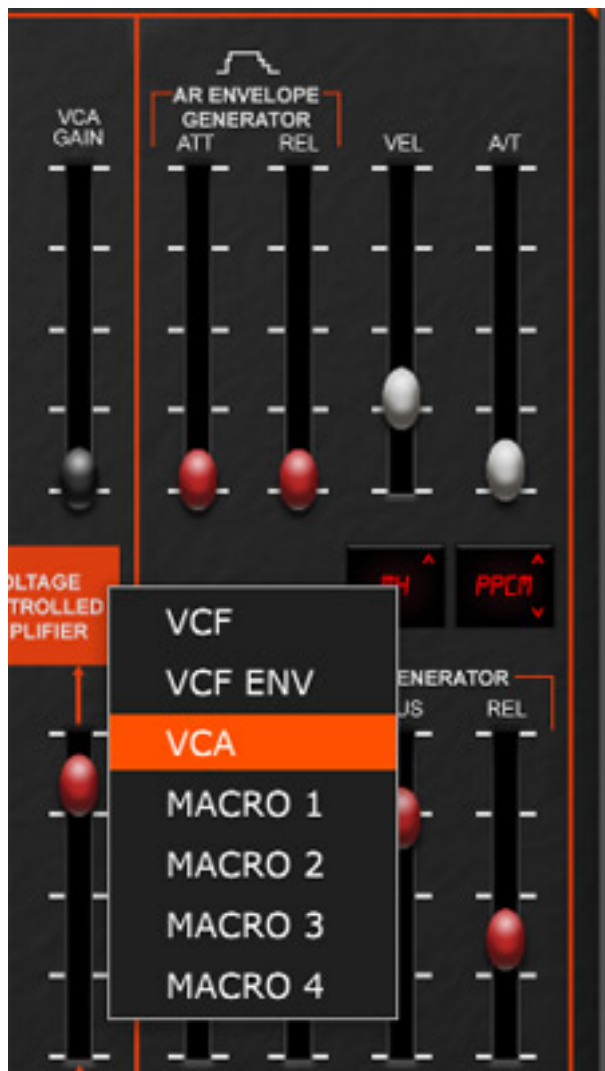 VCA
GAIN
AR ENVELOPE
GENERATOR
ATT
REL
VEL
A/T
OLTAGE
TROLLED
PLIFIER
PPCM
VCF
VCF ENV
VCA
MACRO 1
MACRO 2
MACRO 3
MACRO 4
ENERATOR
US
REL